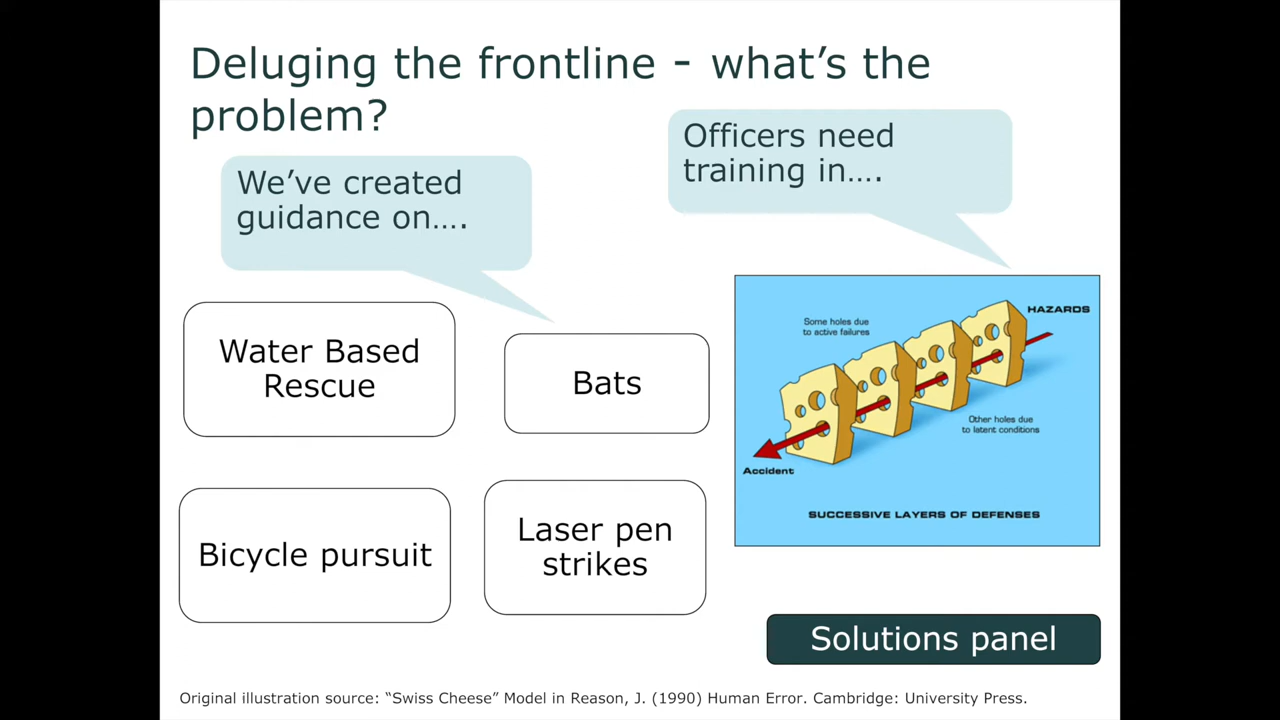 Deluging the frontline - what’s the
problem?
Officers need
training in….
We’ve created
guidance on….
Water Based
Rescue
Bats
Bicycle pursuit
Laser pen
strikes
Some holes due
to active failures
HAZARDS
Other holes due
to latent conditions
Accident
SUCCESSIVE LAYERS OF DEFENSES
Solutions panel
Original illustration source: “Swiss Cheese” Model in Reason, J. (1990) Human Error. Cambridge: University Press.